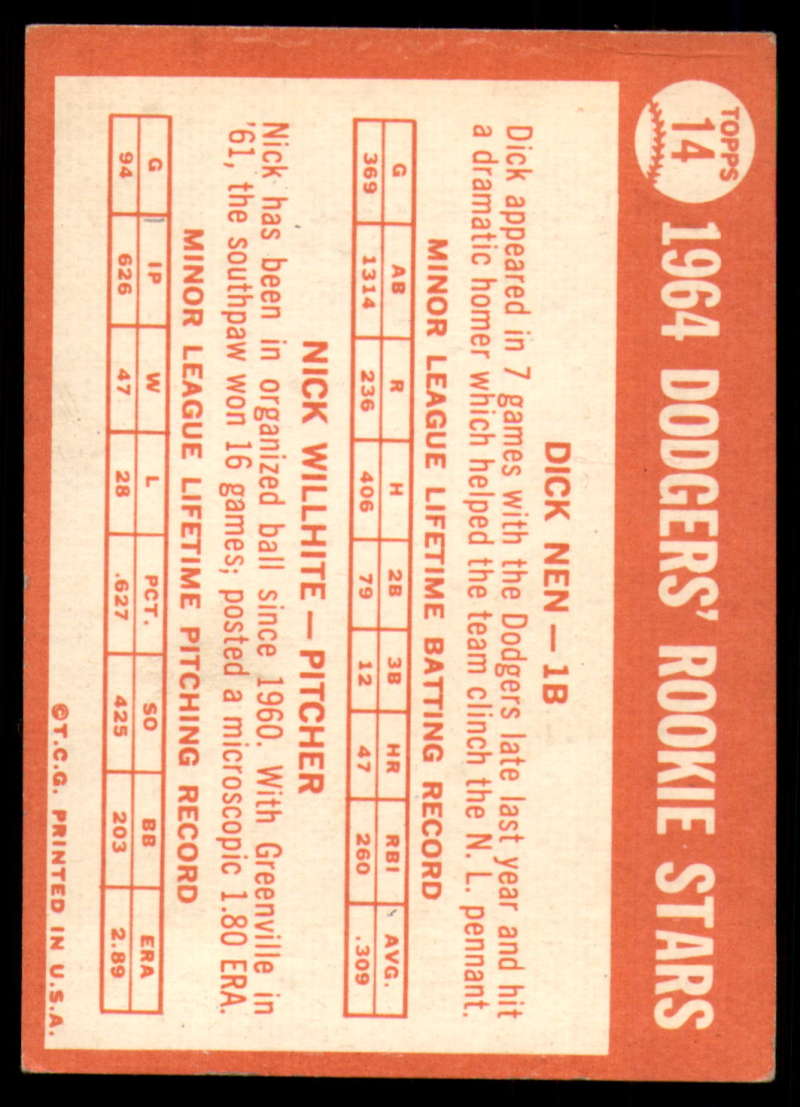 TOPPS
14
1964 DODGERS' ROOKIE STARS
DICK NEN—1B
Dick appeared in 7 games with the Dodgers late last year and hit
a dramatic homer which helped the team clinch the N. L. pennant.
MINOR LEAGUE LIFETIME BATTING RECORD
G AB R H 2B 3B HR RBI AVG.
369 1314 236 406 79 12 47 260 .309
NICK WILLHITE—PITCHER
Nick has been in organized ball since 1960. With Greenville in
'61, the southpaw won 16 games; posted a microscopic 1.80 ERA.
MINOR LEAGUE LIFETIME PITCHING RECORD
G IP W L PCT. SO BB ERA
94 626 47 28 .627 425 203 2.89
©T.C.G. PRINTED IN U.S.A.